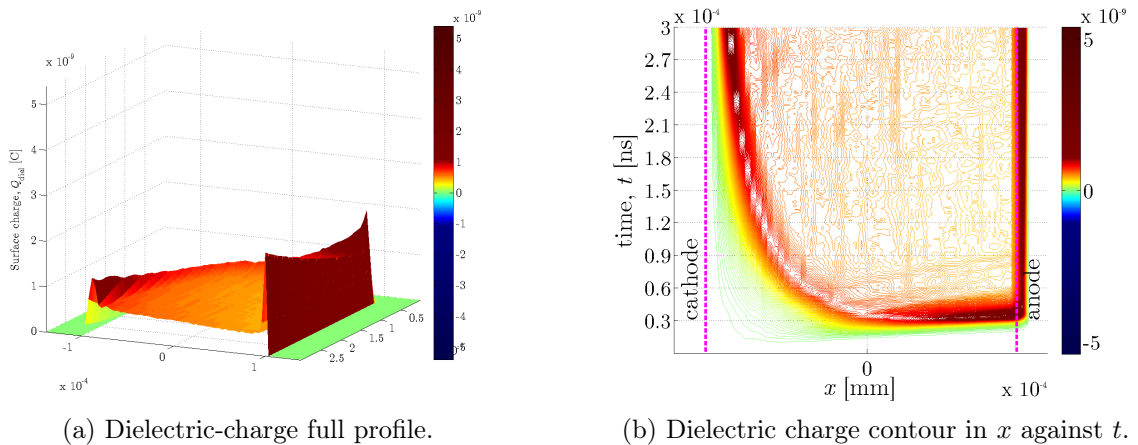 x 10^-9
x 10^-9
5
4
3
2
1
0
Surface charge, Q_diel [C]
5
4
3
2
1
0
-1
-2
-3
-4
-1
0
1
x 10^-4
2.5
2
1.5
1
0.5
x 10^-4
3
2.7
2.4
2.1
1.8
1.5
1.2
0.9
0.6
0.3
time, t [ns]
cathode
anode
0
x [mm]
x 10^-4
x 10^-9
5
0
-5
(a) Dielectric-charge full profile.
(b) Dielectric charge contour in x against t.